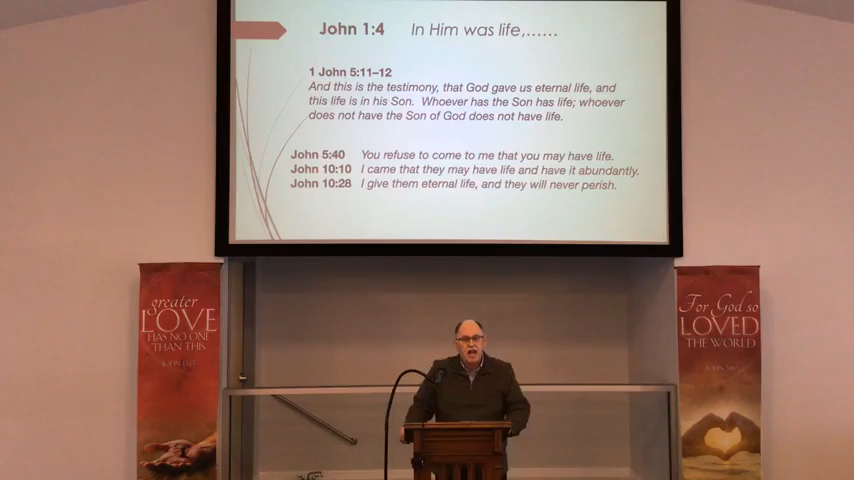 John 1:4 In Him was life,......
1 John 5:11–12
And this is the testimony, that God gave us eternal life, and
this life is in his Son. Whoever has the Son has life; whoever
does not have the Son of God does not have life.
John 5:40 You refuse to come to me that you may have life.
John 10:10 I came that they may have life and have it abundantly.
John 10:28 I give them eternal life, and they will never perish.
greater
LOVE
HAS NO ONE
THAN THIS
For God so
LOVED
THE WORLD